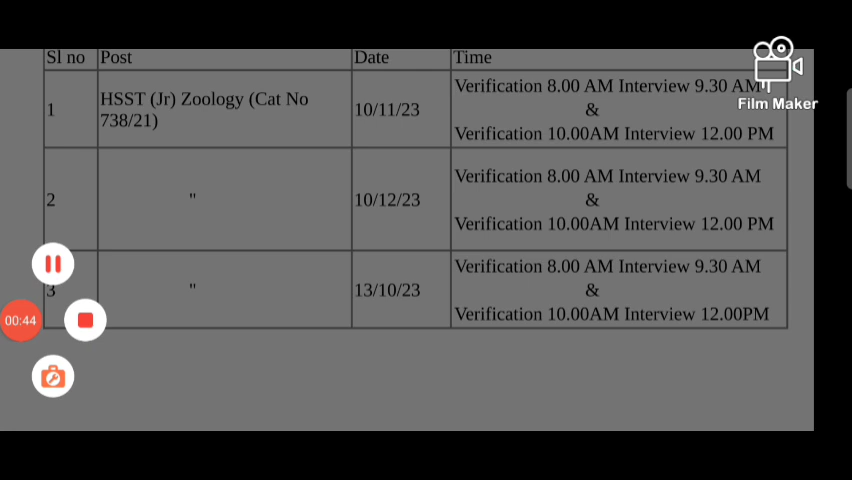 Sl no Post Date Time
1 HSST (Jr) Zoology (Cat No 738/21) 10/11/23 Verification 8.00 AM Interview 9.30 AM
&
Verification 10.00AM Interview 12.00 PM
2 " 10/12/23 Verification 8.00 AM Interview 9.30 AM
&
Verification 10.00AM Interview 12.00 PM
3 " 13/10/23 Verification 8.00 AM Interview 9.30 AM
&
Verification 10.00AM Interview 12.00PM
00:44
Film Maker